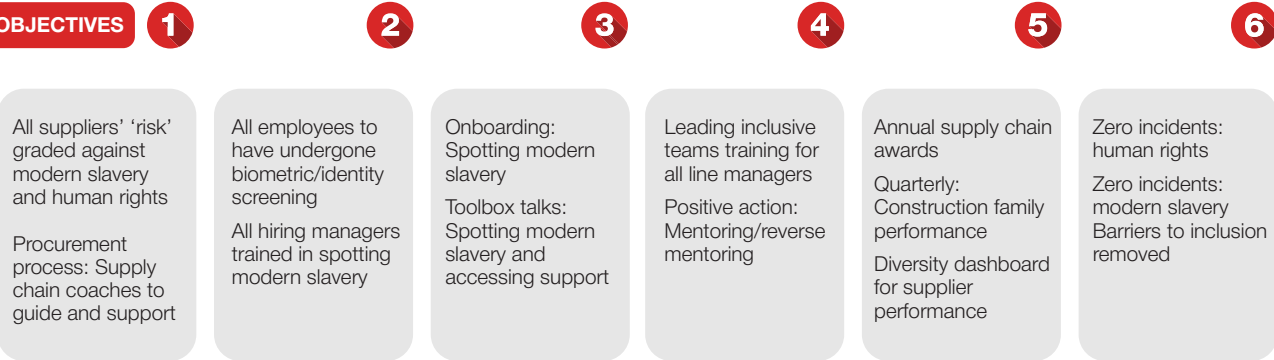 OBJECTIVES
1
2
3
4
5
6
All suppliers’ ‘risk’
graded against
modern slavery
and human rights
Procurement
process: Supply
chain coaches to
guide and support
All employees to
have undergone
biometric/identity
screening
All hiring managers
trained in spotting
modern slavery
Onboarding:
Spotting modern
slavery
Toolbox talks:
Spotting modern
slavery and
accessing support
Leading inclusive
teams training for
all line managers
Positive action:
Mentoring/reverse
mentoring
Annual supply chain
awards
Quarterly:
Construction family
performance
Diversity dashboard
for supplier
performance
Zero incidents:
human rights
Zero incidents:
modern slavery
Barriers to inclusion
removed